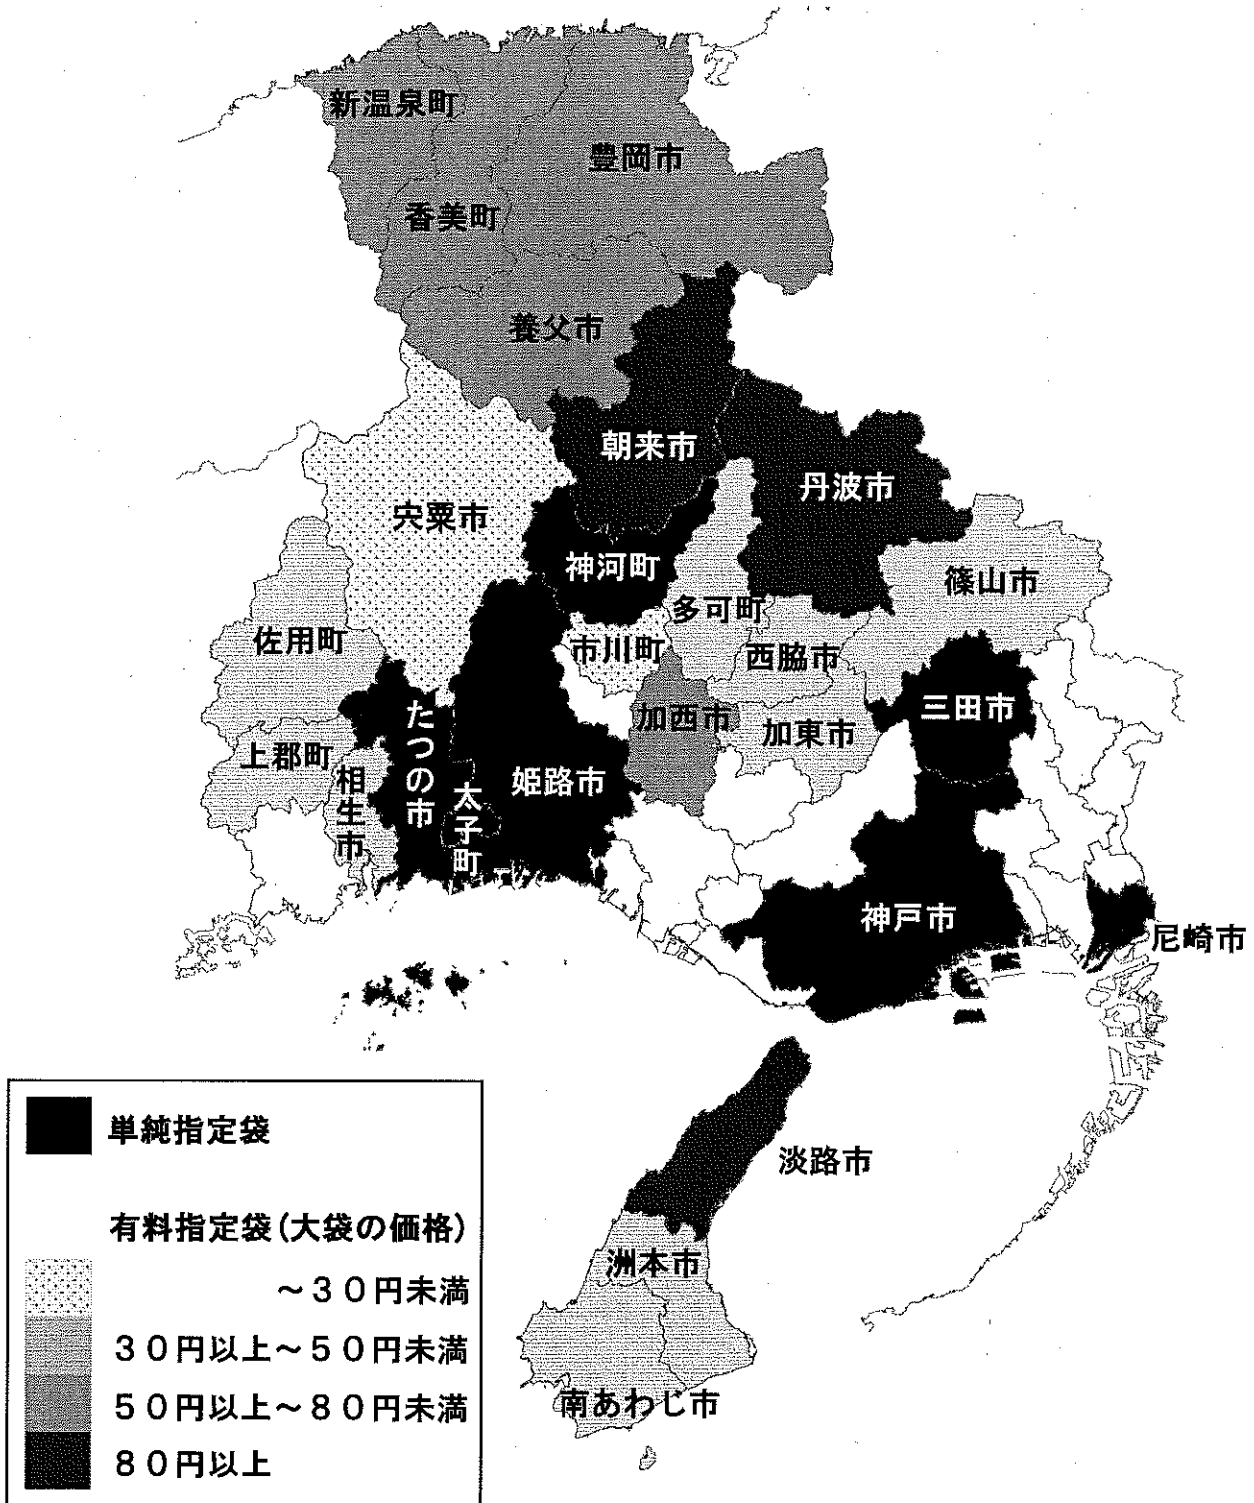 新温泉町
豊岡市
香美町
養父市
朝来市
丹波市
宍粟市
神河町
篠山市
多可町
佐用町
市川町
西脇市
三田市
たつの市
加西市
加東市
上郡町
相生市
姫路市
太子町
神戸市
尼崎市
淡路市
洲本市
南あわじ市
単純指定袋
有料指定袋(大袋の価格)
～３０円未満
３０円以上～５０円未満
５０円以上～８０円未満
８０円以上